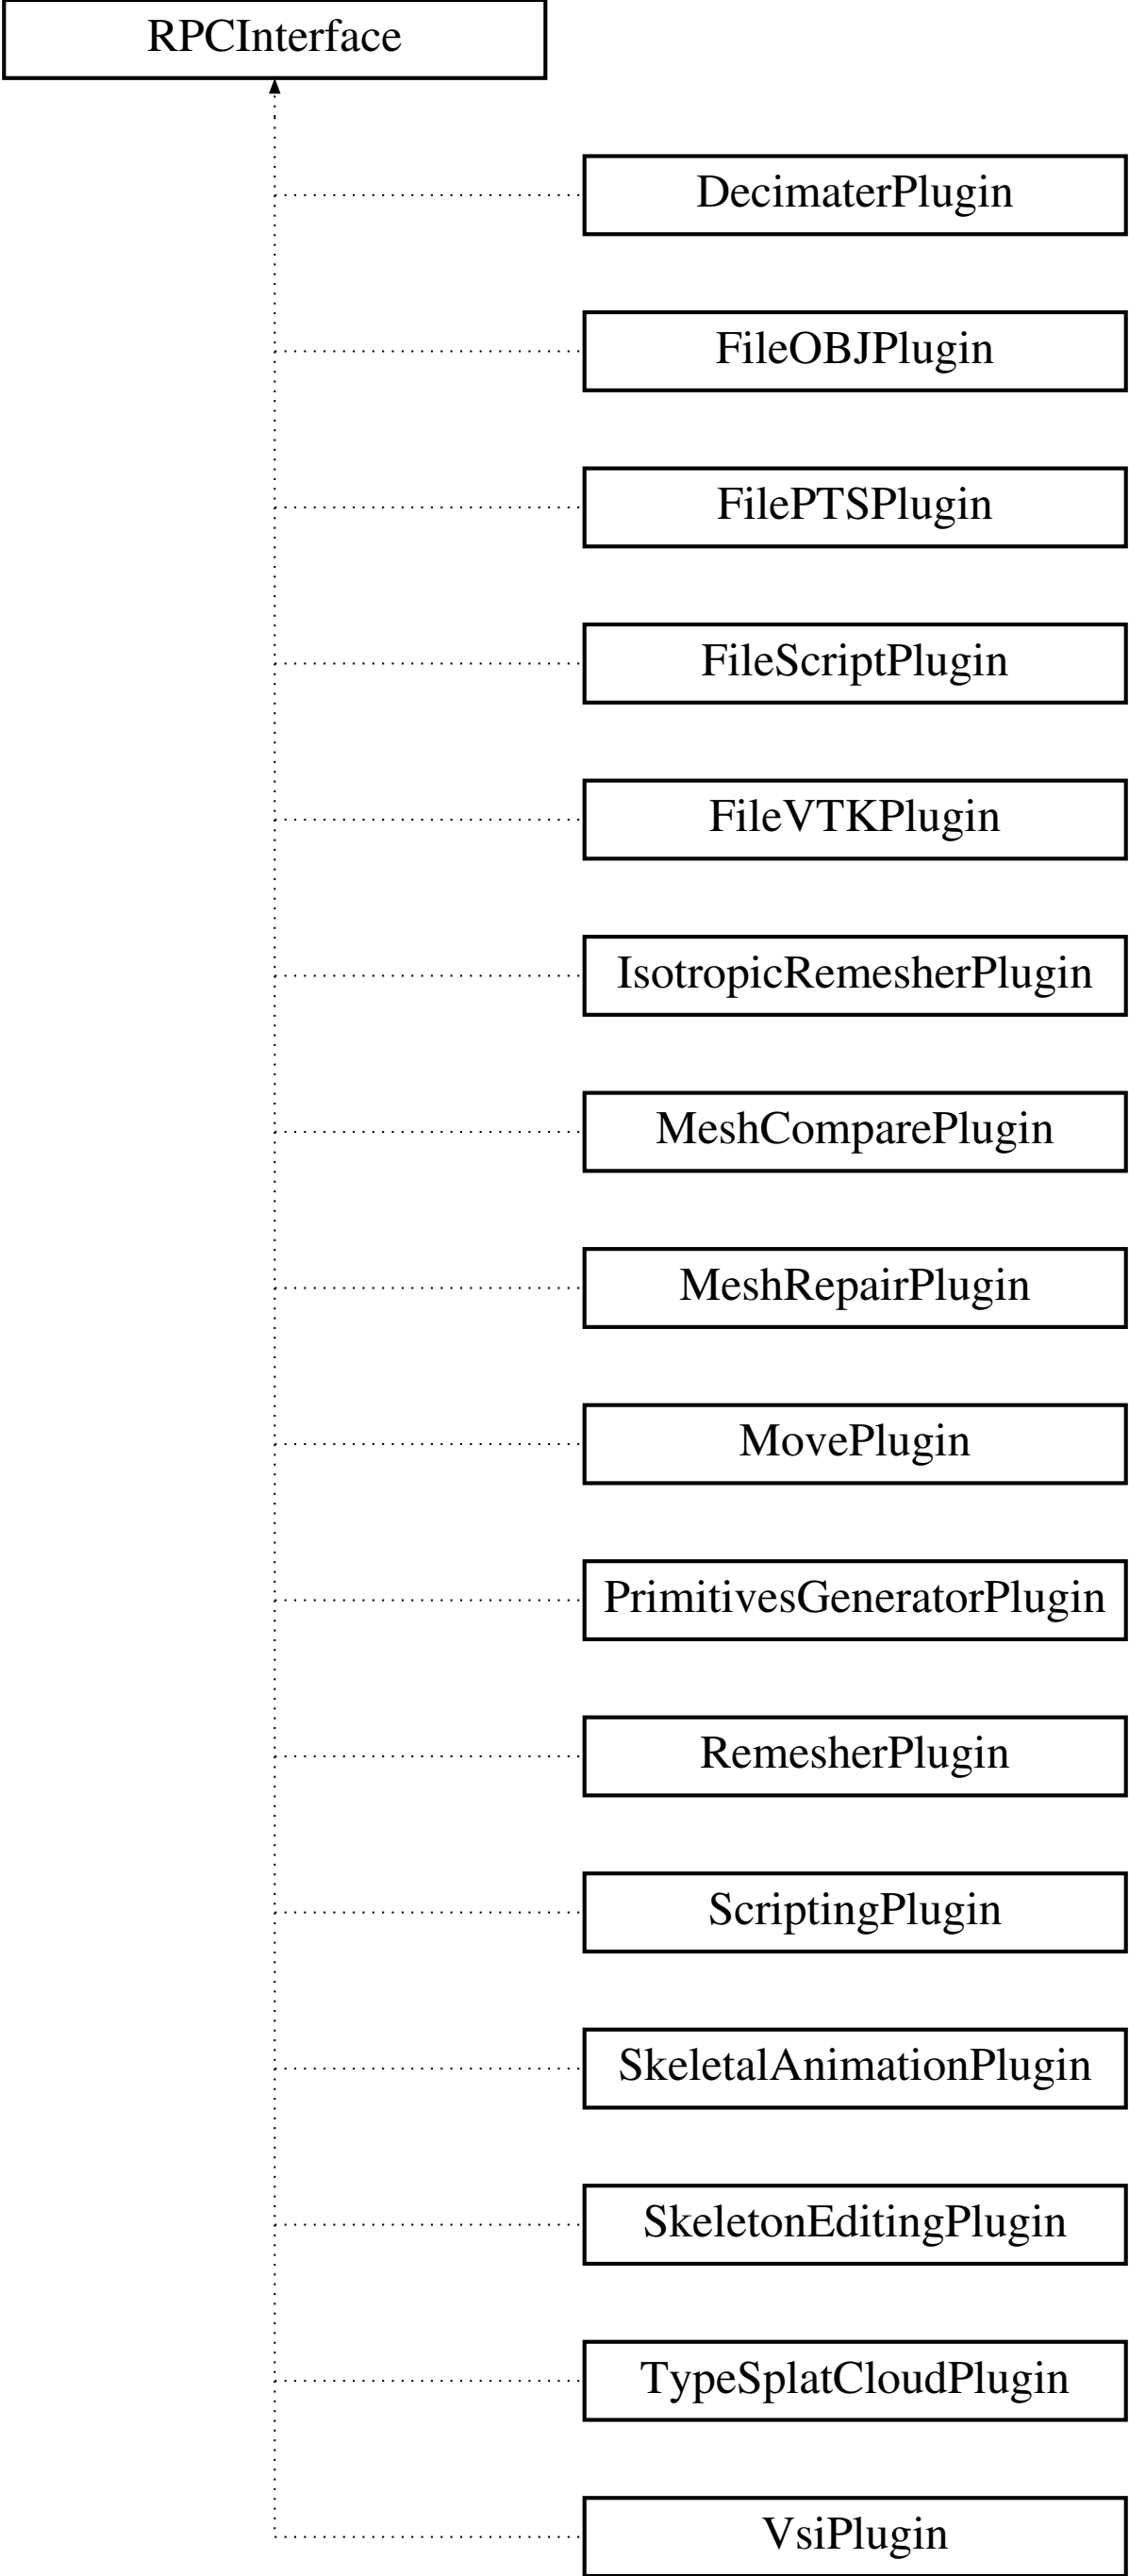 RPCInterface
DecimaterPlugin
FileOBJPlugin
FilePTSPlugin
FileScriptPlugin
FileVTKPlugin
IsotropicRemesherPlugin
MeshComparePlugin
MeshRepairPlugin
MovePlugin
PrimitivesGeneratorPlugin
RemesherPlugin
ScriptingPlugin
SkeletalAnimationPlugin
SkeletonEditingPlugin
TypeSplatCloudPlugin
VsiPlugin